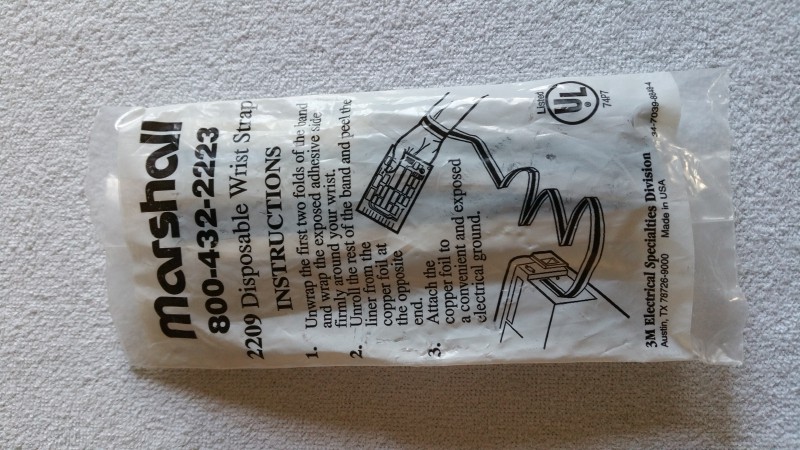 marshall
800-432-2223
2209 Disposable Wrist Strap
INSTRUCTIONS
1. Unwrap the first two folds of the band
and wrap the exposed adhesive side
firmly around your wrist.
2. Unroll the rest of the band and peel the
liner from the
copper foil at
the opposite
end.
3. Attach the
copper foil to
a convenient and exposed
electrical ground.
Listed
UL
®
74P7
3M Electrical Specialties Division
Austin, TX 78726-9000 Made in USA